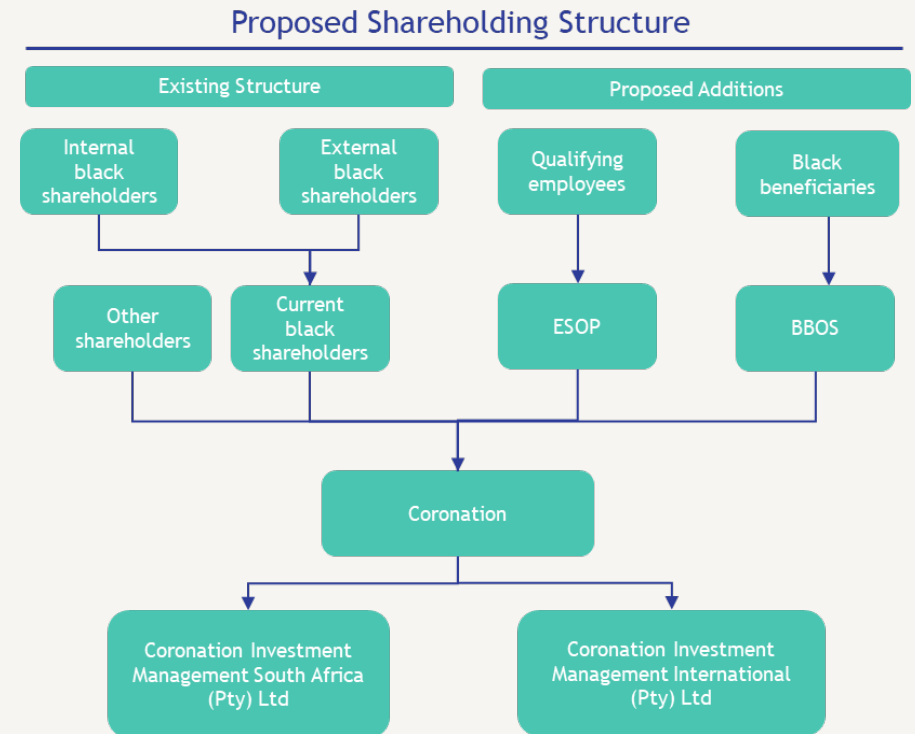 Proposed Shareholding Structure
Existing Structure
Proposed Additions
Internal
black
shareholders
External
black
shareholders
Qualifying
employees
Black
beneficiaries
Other
shareholders
Current
black
shareholders
ESOP
BBOS
Coronation
Coronation Investment
Management South Africa
(Pty) Ltd
Coronation Investment
Management International
(Pty) Ltd